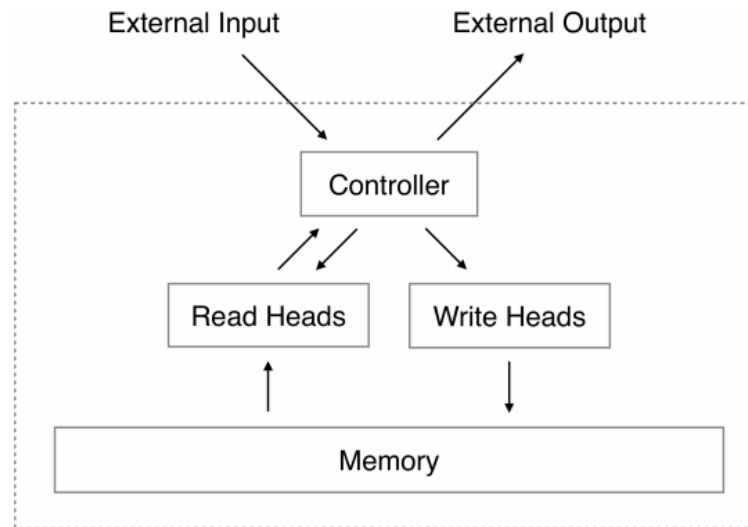 External Input External Output
Controller
Read Heads Write Heads
Memory